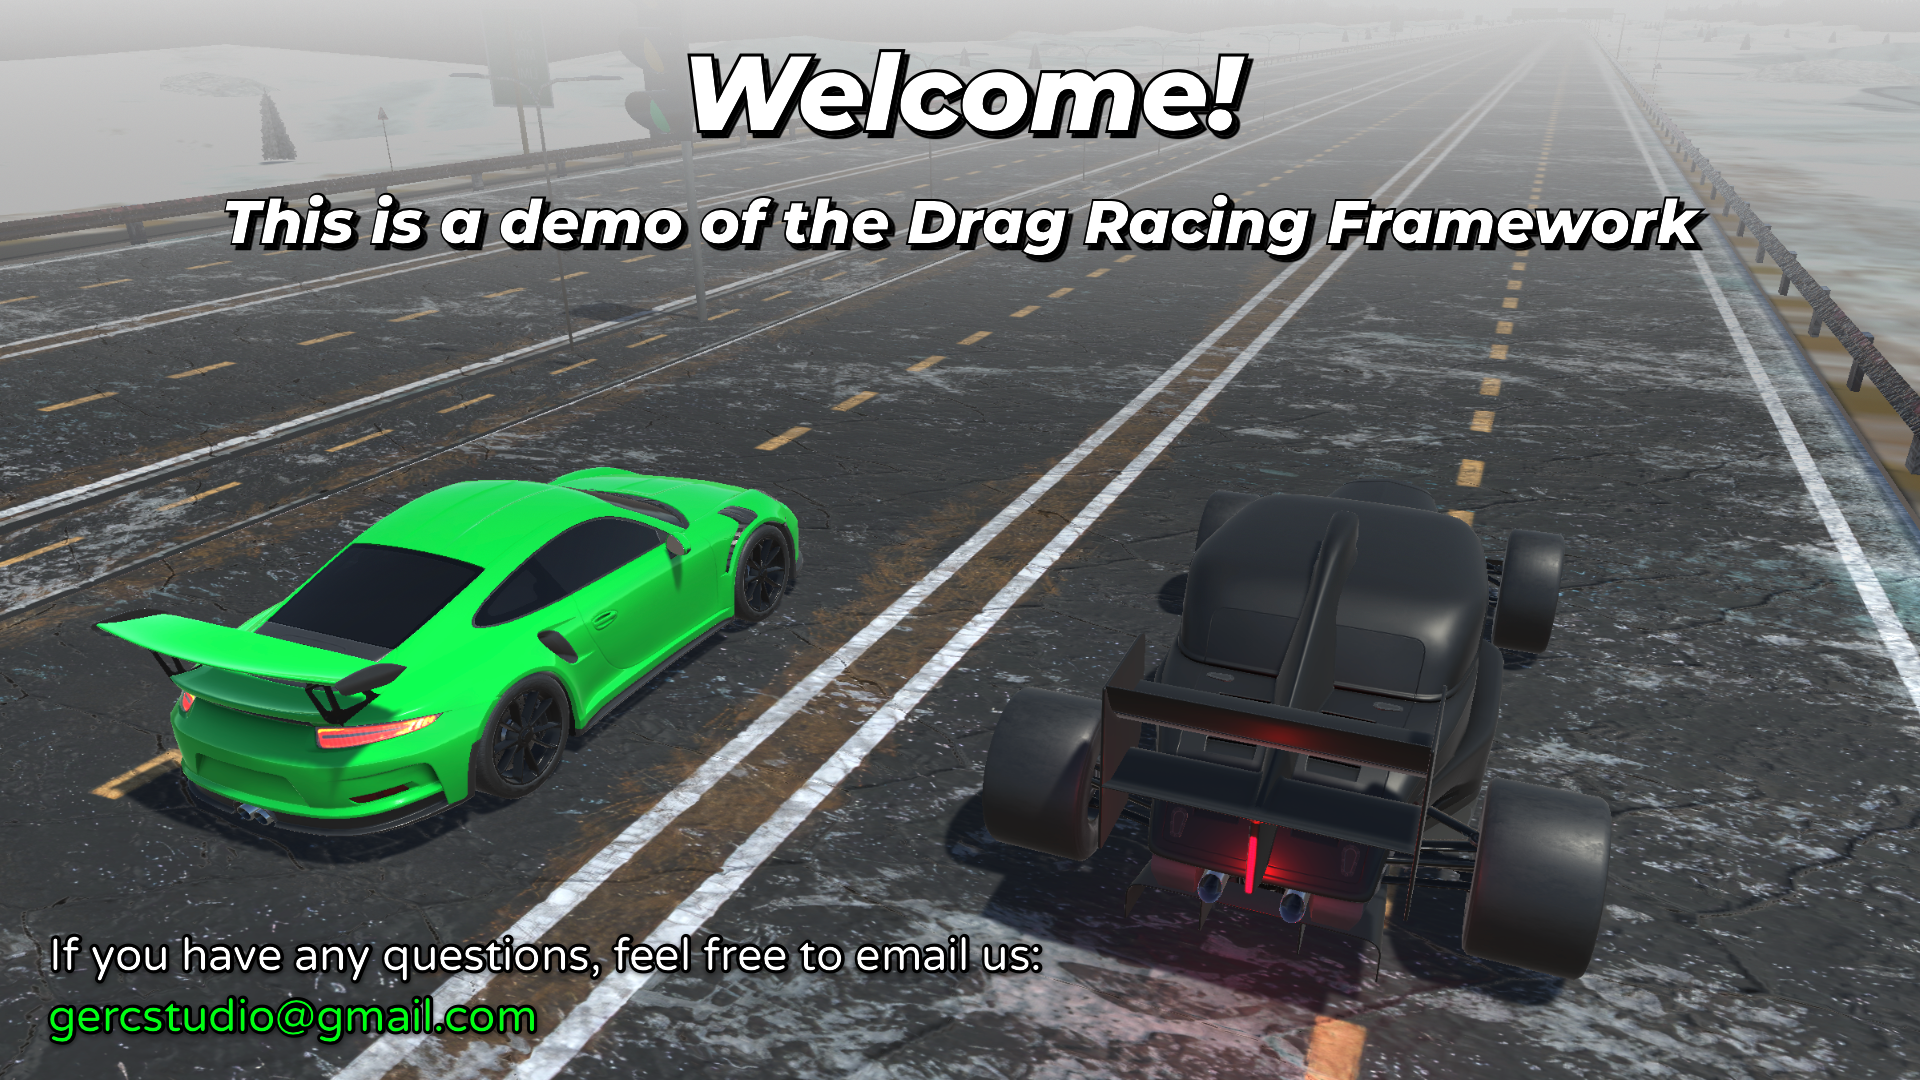 Welcome!
This is a demo of the Drag Racing Framework
If you have any questions, feel free to email us:
gercstudio@gmail.com